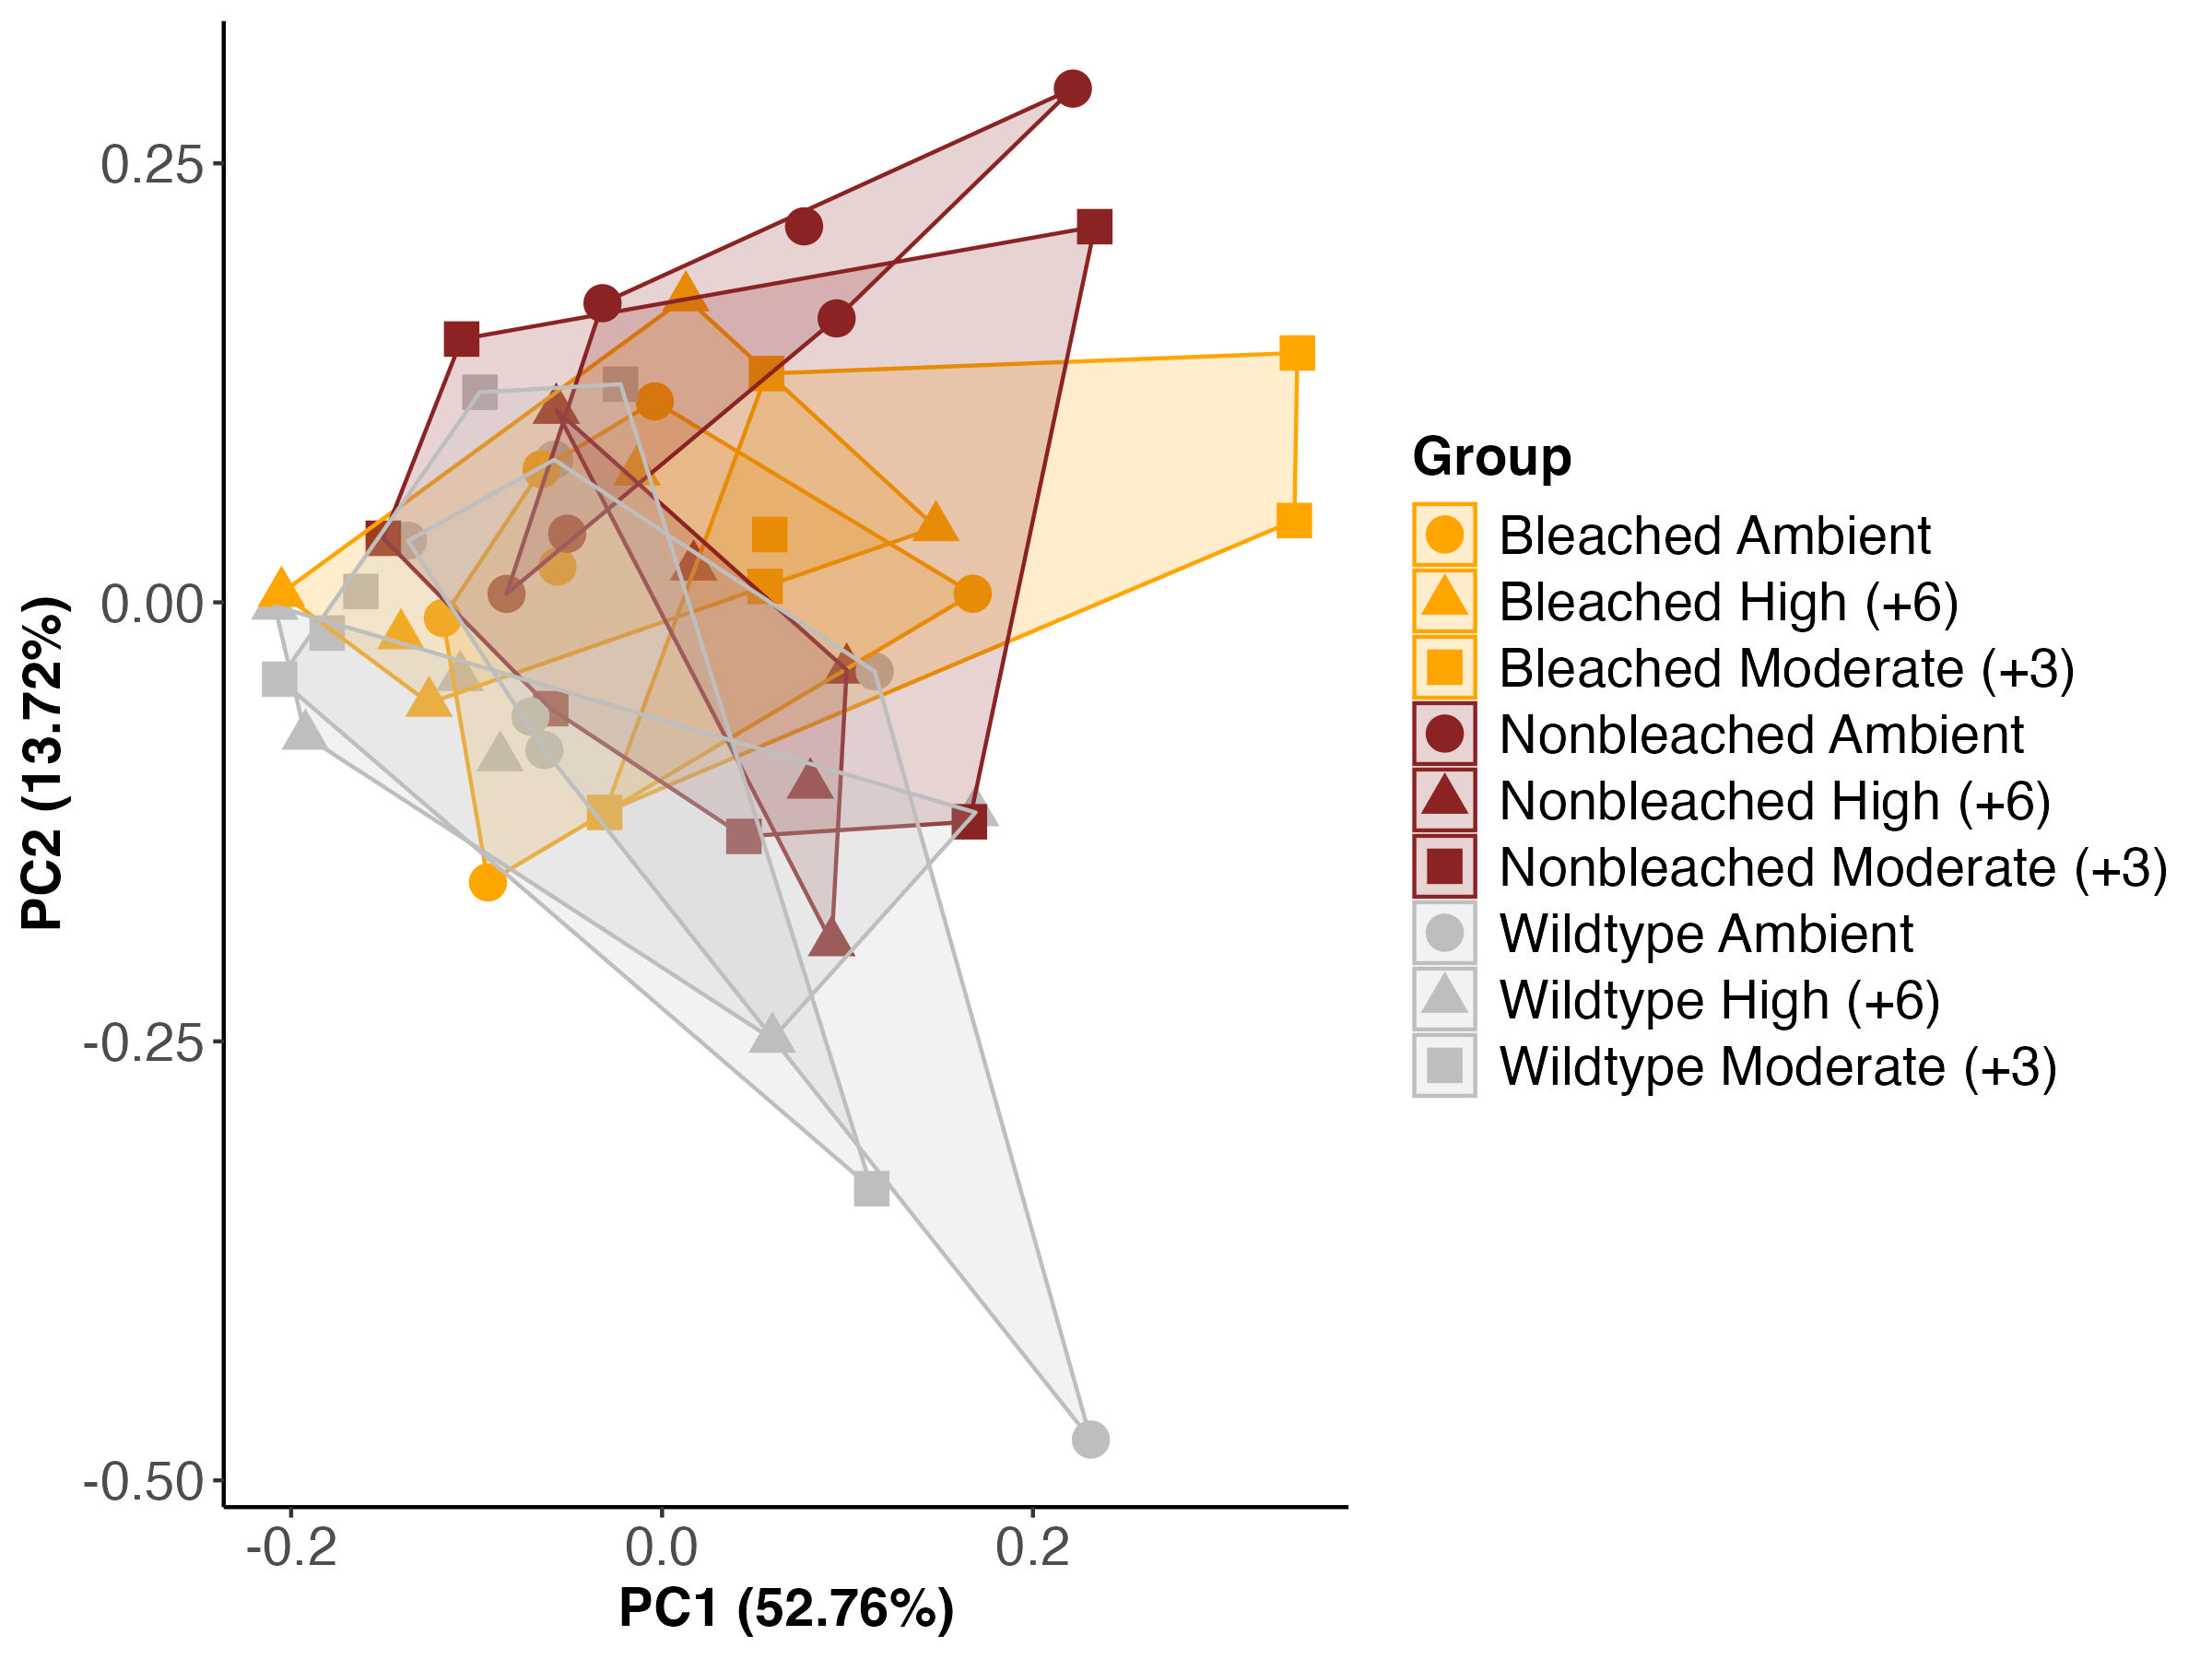 PC2 (13.72%)
0.25
0.00
-0.25
-0.50
-0.2
0.0
0.2
PC1 (52.76%)
Group
Bleached Ambient
Bleached High (+6)
Bleached Moderate (+3)
Nonbleached Ambient
Nonbleached High (+6)
Nonbleached Moderate (+3)
Wildtype Ambient
Wildtype High (+6)
Wildtype Moderate (+3)